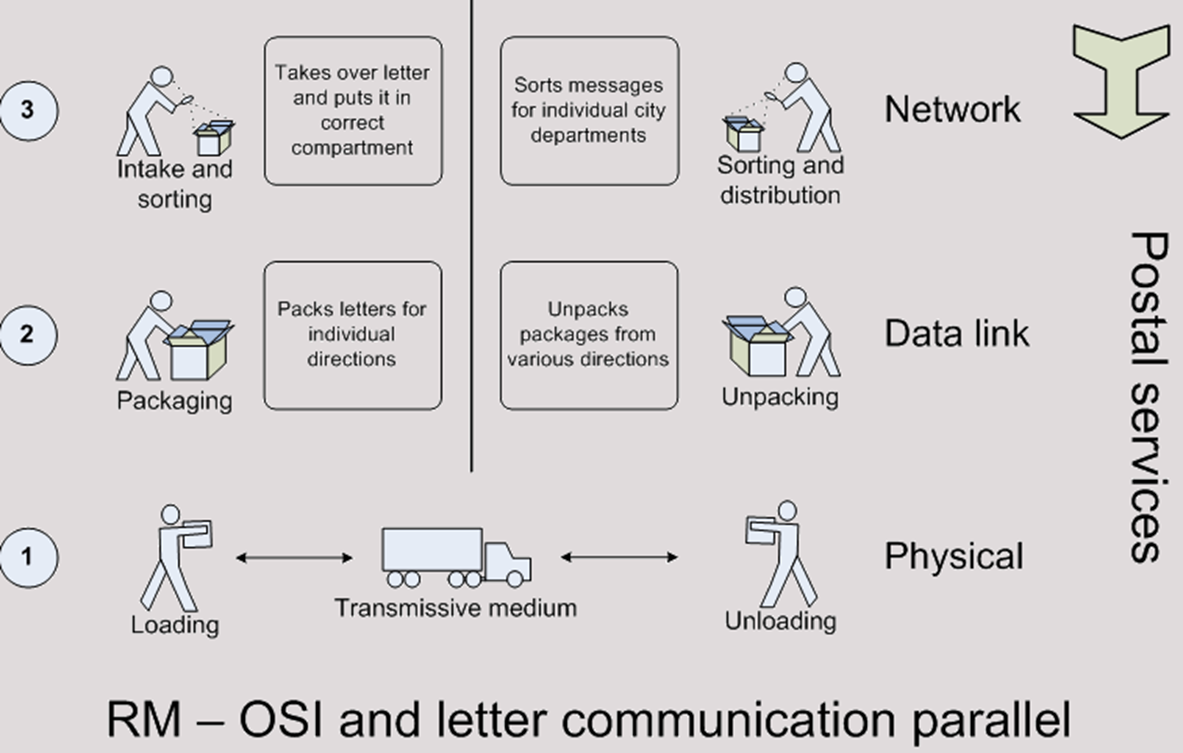 3
Intake and
sorting
Takes over letter
and puts it in
correct
compartment
Sorts messages
for individual city
departments
Sorting and
distribution
Network
2
Packaging
Packs letters for
individual
directions
Unpacks
packages from
various directions
Unpacking
Data link
Postal services
1
Loading
Transmissive medium
Unloading
Physical
RM – OSI and letter communication parallel